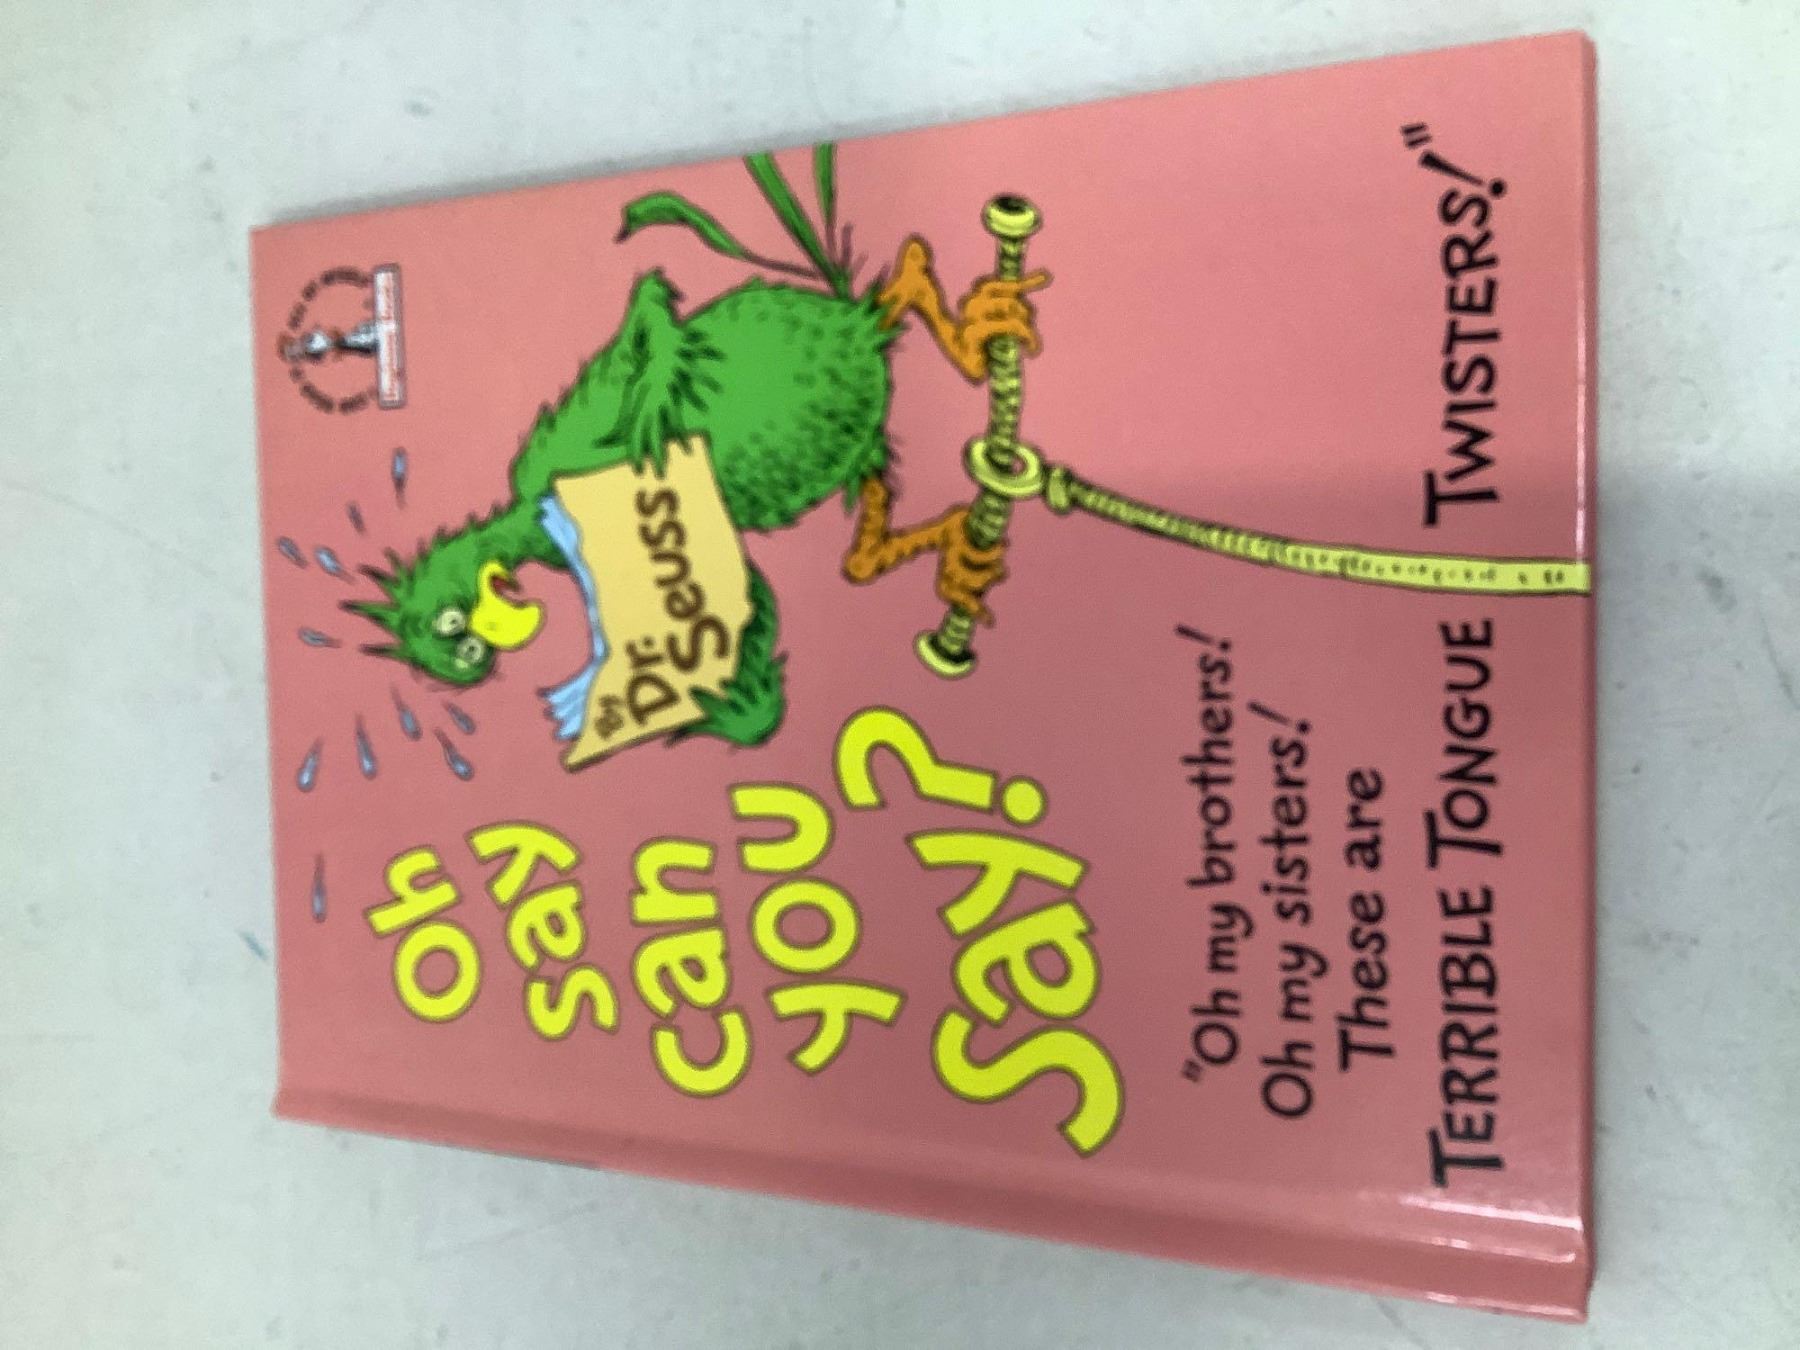 Oh
say
can
you
say?
By
Dr.
Seuss
"Oh my brothers!
Oh my sisters!
These are
TERRIBLE TONGUE TWISTERS!"